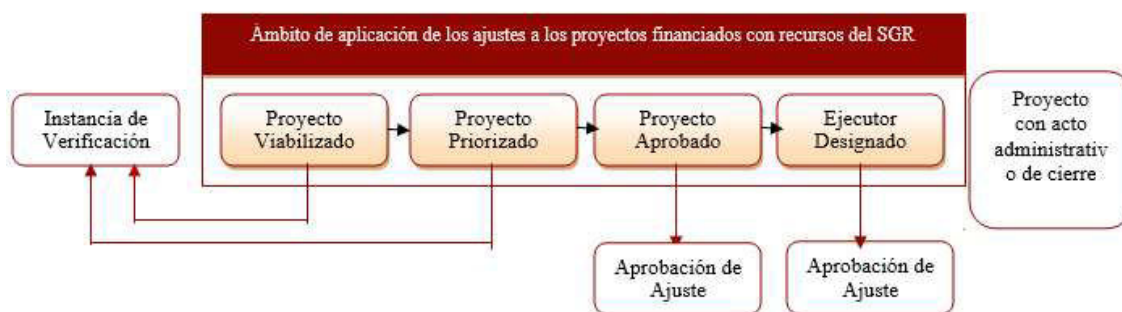 Ámbito de aplicación de los ajustes a los proyectos financiados con recursos del SGR
Instancia de
Verificación
Proyecto
Viabilizado
Proyecto
Priorizado
Proyecto
Aprobado
Ejecutor
Designado
Proyecto
con acto
administrativ
o de cierre
Aprobación de
Ajuste
Aprobación de
Ajuste